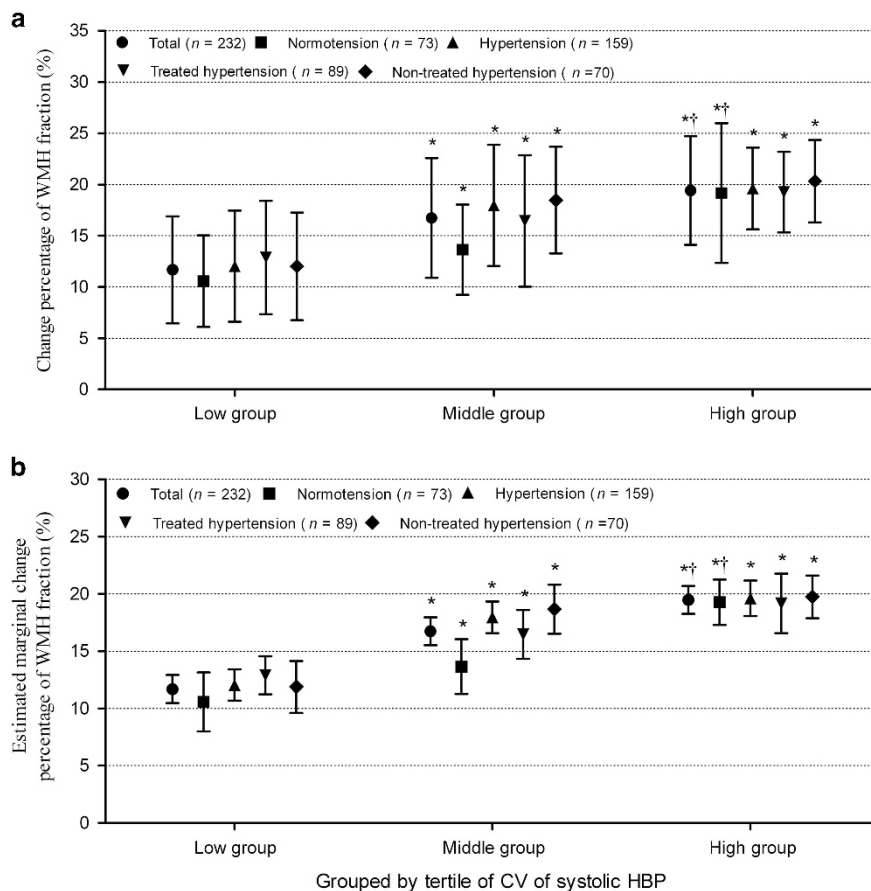 a
Change percentage of WMH fraction (%)
35
30
25
20
15
10
5
0
Total (n = 232) Normotension (n = 73) Hypertension (n = 159)
Treated hypertension (n = 89) Non-treated hypertension (n =70)
* * * * *
*† *† * * *
Low group Middle group High group
b
Estimated marginal change
percentage of WMH fraction (%)
30
25
20
15
10
5
0
Total (n = 232) Normotension (n = 73) Hypertension (n = 159)
Treated hypertension (n = 89) Non-treated hypertension (n =70)
* * * * *
*† *† * * *
Low group Middle group High group
Grouped by tertile of CV of systolic HBP